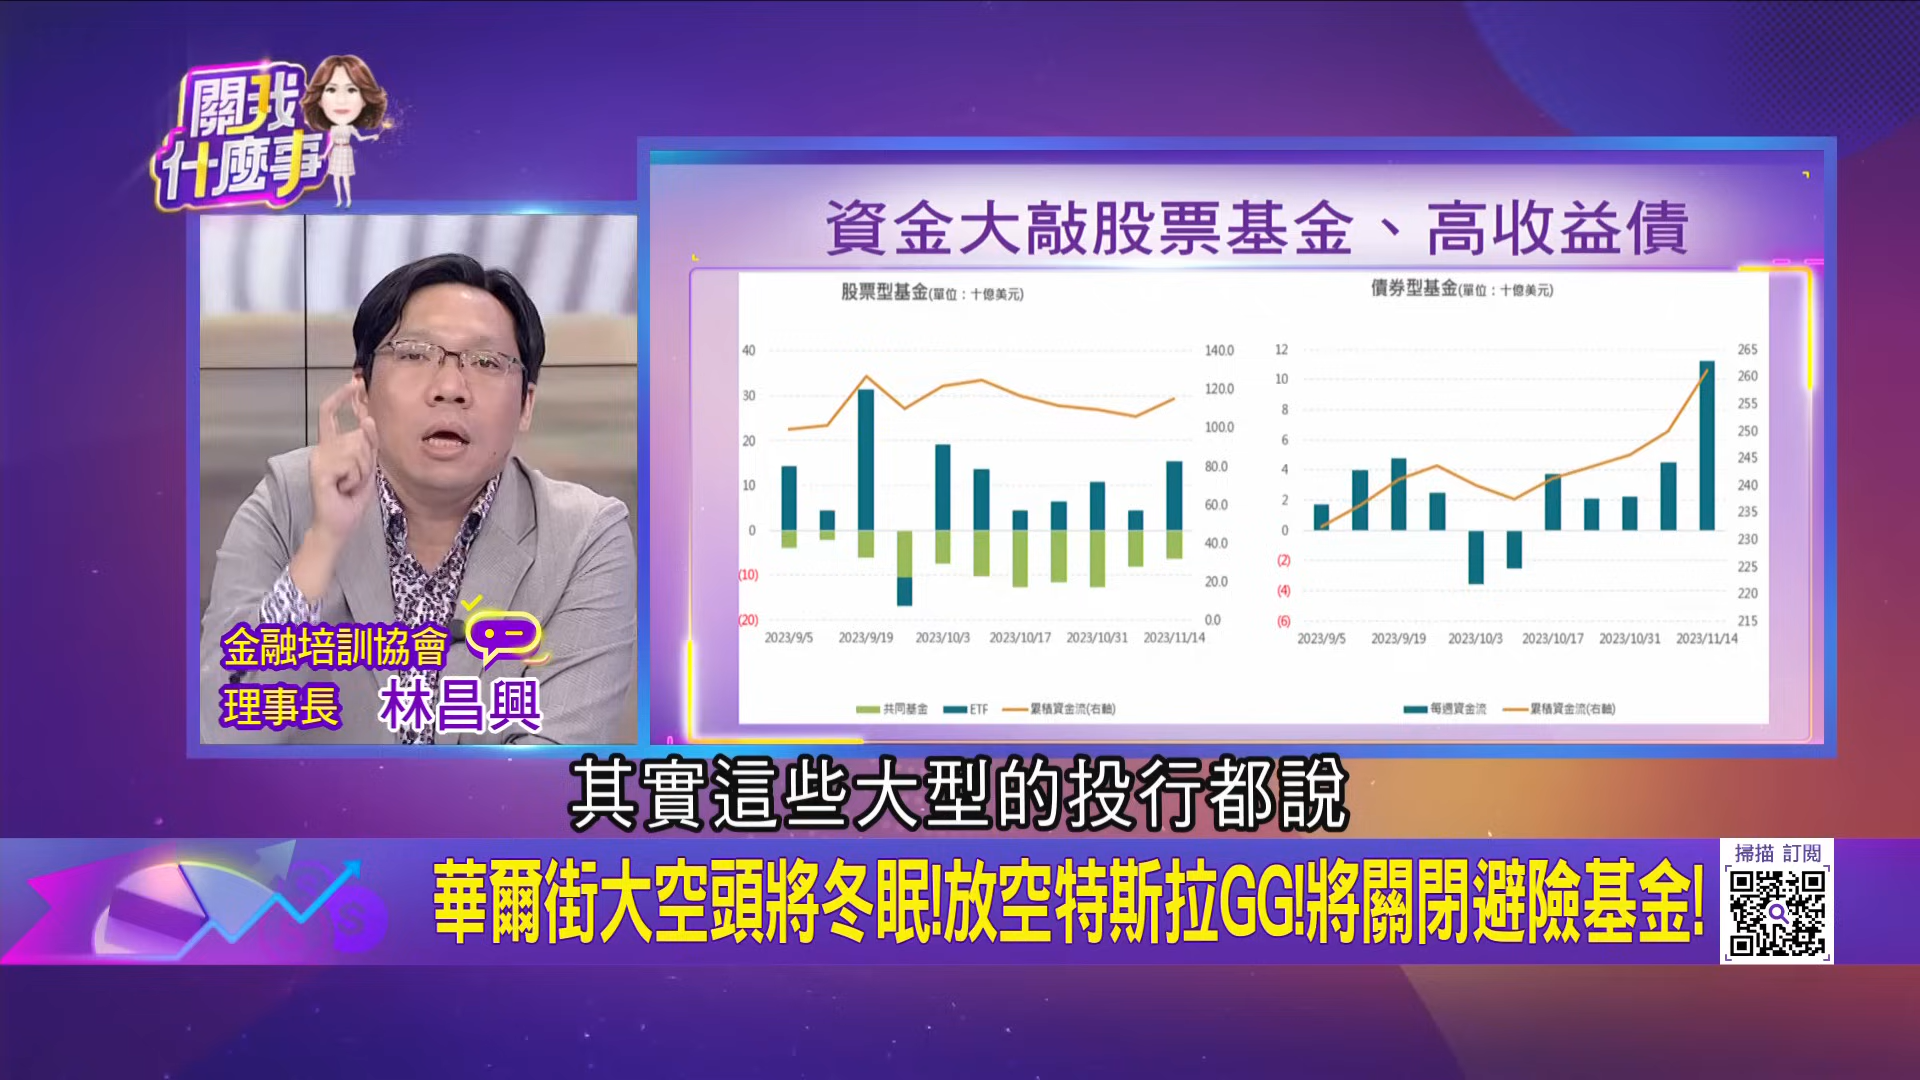 關我
什麼事
資金大敲股票基金、高收益債
股票型基金(單位：十億美元)
40
30
20
10
0
(10)
(20)
140.0
120.0
100.0
80.0
60.0
40.0
20.0
0.0
2023/9/5 2023/9/19 2023/10/3 2023/10/17 2023/10/31 2023/11/14
共同基金 ETF 累積資金流(右軸)
債券型基金(單位：十億美元)
12
10
8
6
4
2
0
(2)
(4)
(6)
265
260
255
250
245
240
235
230
225
220
215
2023/9/5 2023/9/19 2023/10/3 2023/10/17 2023/10/31 2023/11/14
每週資金流 累積資金流(右軸)
金融培訓協會
理事長 林昌興
其實這些大型的投行都說
華爾街大空頭將冬眠!放空特斯拉GG!將關閉避險基金!
掃描 訂閱